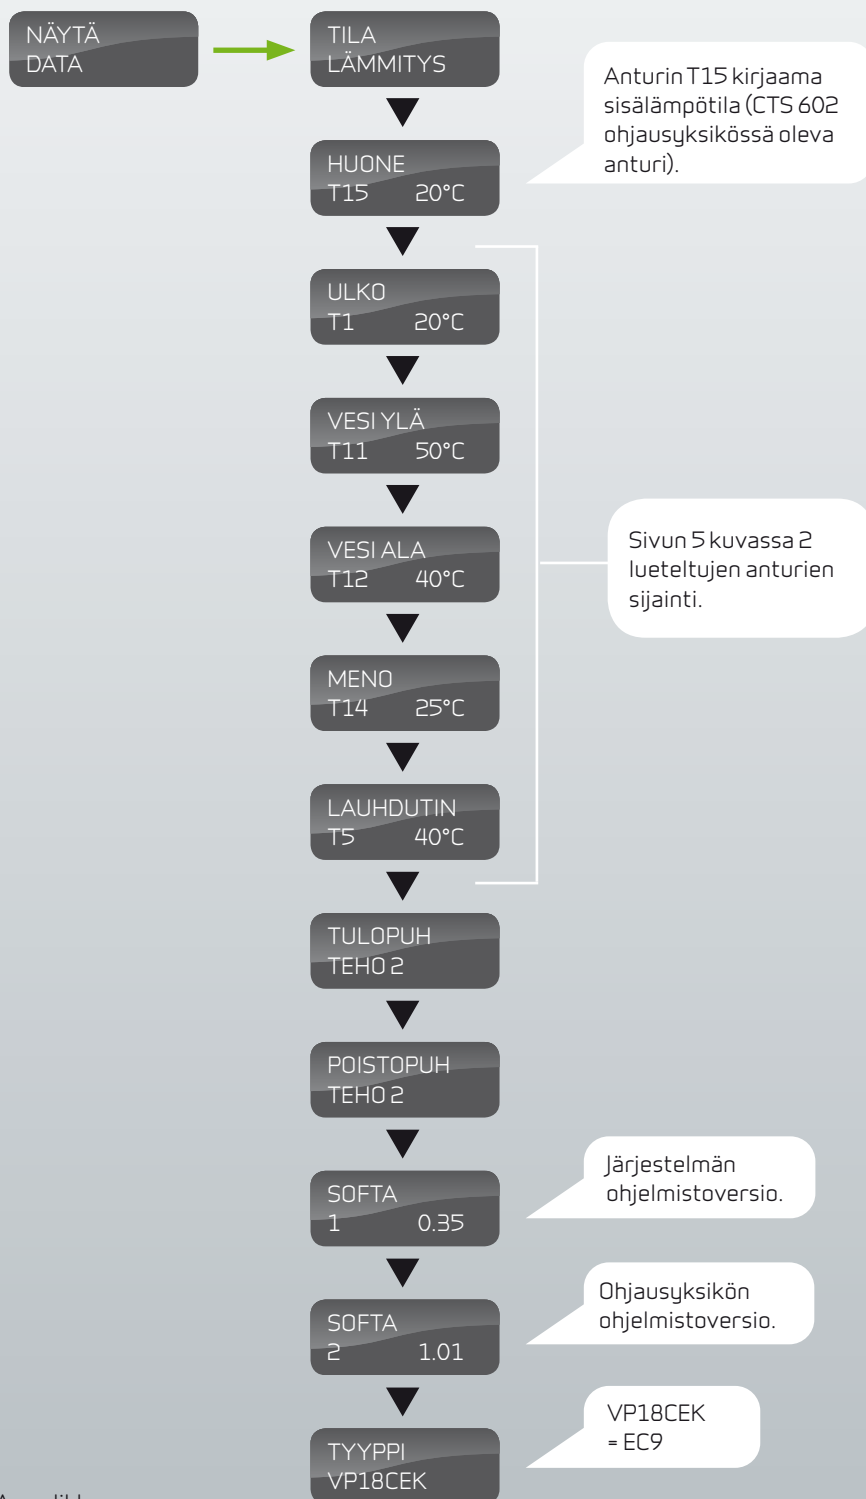 NÄYTÄ
DATA
TILA
LÄMMITYS
Anturin T15 kirjaama
sisälämpötila (CTS 602
ohjausyksikössä oleva
anturi).
HUONE
T15 20°C
ULKO
T1 20°C
VESI YLÄ
T11 50°C
VESI ALA
T12 40°C
Sivun 5 kuvassa 2
lueteltujen anturien
sijainti.
MENO
T14 25°C
LAUHDUTIN
T5 40°C
TULOPUH
TEHO 2
POISTOPUH
TEHO 2
SOFTA
1 0.35
Järjestelmän
ohjelmistoversio.
SOFTA
2 1.01
Ohjausyksikön
ohjelmistoversio.
TYYPPI
VP18CEK
VP18CEK
= EC9